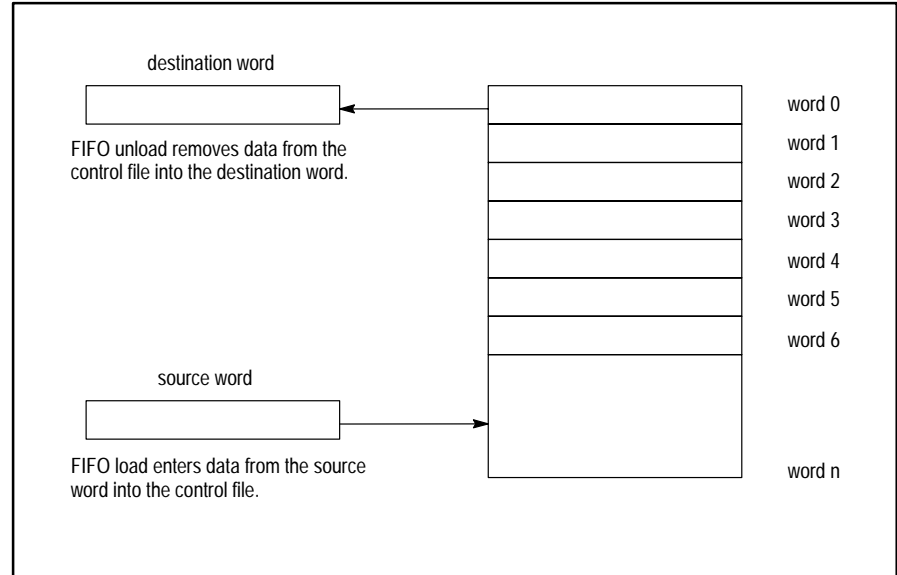 destination word
word 0
FIFO unload removes data from the
control file into the destination word.
word 1
word 2
word 3
word 4
word 5
word 6
source word
FIFO load enters data from the source
word into the control file.
word n